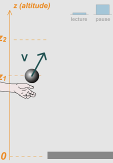 z (altitude)
lecture
pause
z₂
v
z₁
0